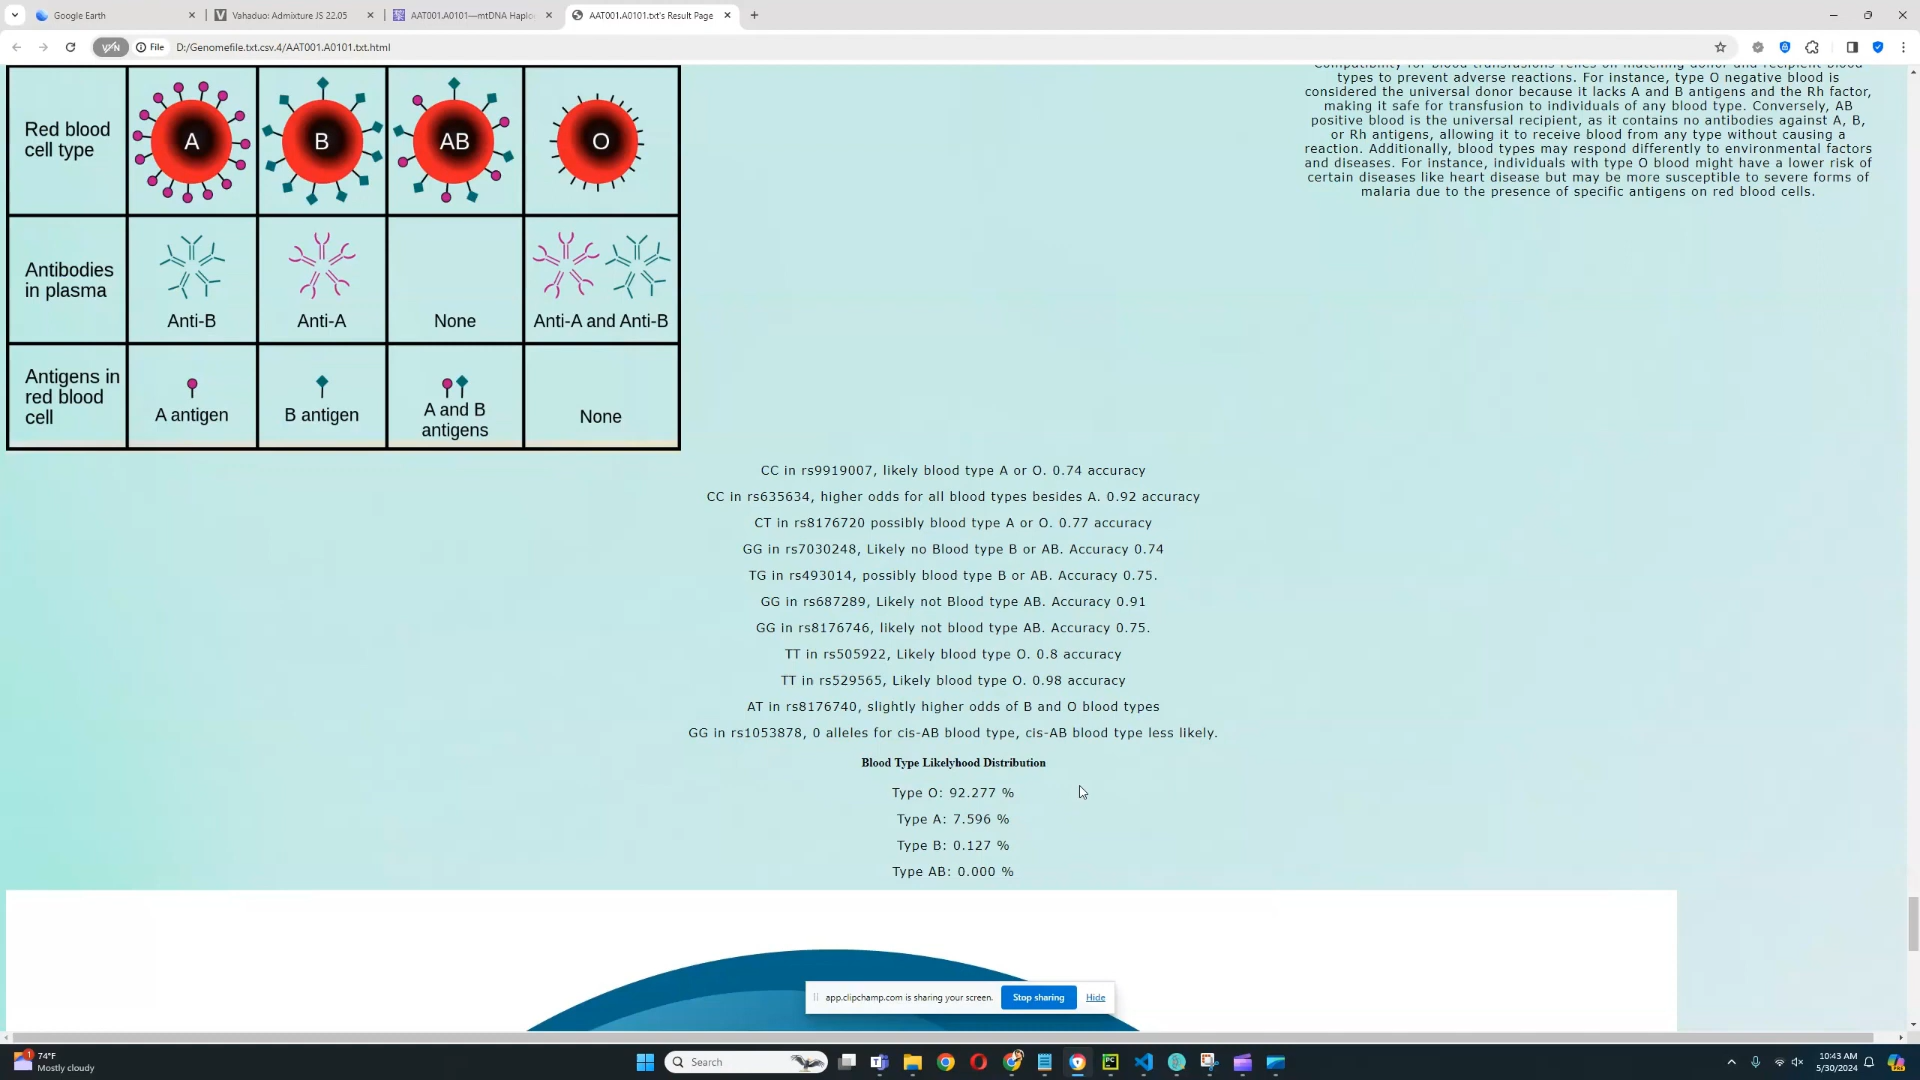 Google Earth
Vahaduo: Admixture JS 22.05
AAT001.A0101—mtDNA Haplo
AAT001.A0101.txt's Result Page
VPN
File
D:/Genomefile.txt.csv.4/AAT001.A0101.txt.html
Red blood
cell type
A
B
AB
O
Antibodies
in plasma
Anti-B
Anti-A
None
Anti-A and Anti-B
Antigens in
red blood
cell
A antigen
B antigen
A and B
antigens
None
Compatibility for blood transfusions relies on matching donor and recipient blood
types to prevent adverse reactions. For instance, type O negative blood is
considered the universal donor because it lacks A and B antigens and the Rh factor,
making it safe for transfusion to individuals of any blood type. Conversely, AB
positive blood is the universal recipient, as it contains no antibodies against A, B,
or Rh antigens, allowing it to receive blood from any type without causing a
reaction. Additionally, blood types may respond differently to environmental factors
and diseases. For instance, individuals with type O blood might have a lower risk of
certain diseases like heart disease but may be more susceptible to severe forms of
malaria due to the presence of specific antigens on red blood cells.
CC in rs9919007, likely blood type A or O. 0.74 accuracy
CC in rs635634, higher odds for all blood types besides A. 0.92 accuracy
CT in rs8176720 possibly blood type A or O. 0.77 accuracy
GG in rs7030248, Likely no Blood type B or AB. Accuracy 0.74
TG in rs493014, possibly blood type B or AB. Accuracy 0.75.
GG in rs687289, Likely not Blood type AB. Accuracy 0.91
GG in rs8176746, likely not blood type AB. Accuracy 0.75.
TT in rs505922, Likely blood type O. 0.8 accuracy
TT in rs529565, Likely blood type O. 0.98 accuracy
AT in rs8176740, slightly higher odds of B and O blood types
GG in rs1053878, 0 alleles for cis-AB blood type, cis-AB blood type less likely.
Blood Type Likelyhood Distribution
Type O: 92.277 %
Type A: 7.596 %
Type B: 0.127 %
Type AB: 0.000 %
app.clipchamp.com is sharing your screen.
Stop sharing
Hide
1
74°F
Mostly cloudy
Search
10:43 AM
5/30/2024